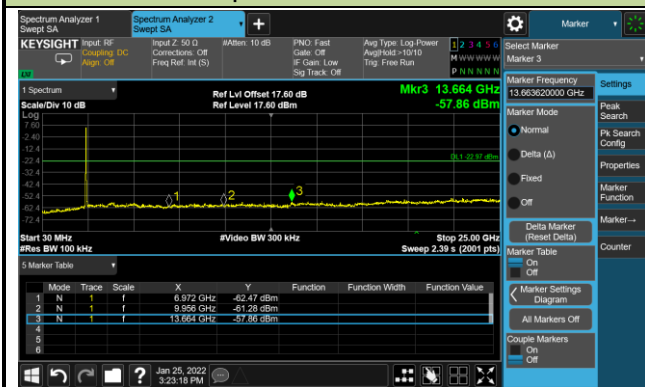 Spectrum Analyzer 1
Swept SA
Spectrum Analyzer 2
Swept SA
Marker
KEYSIGHT
Input: RF
Coupling: DC
Align: Off
Input Z: 50 Ω
Corrections: Off
Freq Ref: Int (S)
#Atten: 10 dB
PNO: Fast
Gate: Off
IF Gain: Low
Sig Track: Off
Avg Type: Log-Power
Avg|Hold:>10/10
Trig: Free Run
1 2 3 4 5 6
M W W W W W
P N N N N N
Select Marker
Marker 3
1 Spectrum
Scale/Div 10 dB
Log
Ref Lvl Offset 17.60 dB
Ref Level 17.60 dBm
Mkr3 13.664 GHz
-57.86 dBm
7.60
-2.40
-12.4
-22.4
-32.4
-42.4
-52.4
-62.4
-72.4
DL1 -22.97 dBm
1
2
3
Start 30 MHz
#Res BW 100 kHz
#Video BW 300 kHz
Stop 25.00 GHz
Sweep 2.39 s (2001 pts)
5 Marker Table
Mode Trace Scale X Y Function Function Width Function Value
1 N 1 f 6.972 GHz -62.47 dBm
2 N 1 f 9.956 GHz -61.28 dBm
3 N 1 f 13.664 GHz -57.86 dBm
4
5
6
Marker Frequency
13.663620000 GHz
Marker Mode
Normal
Delta (Δ)
Fixed
Off
Delta Marker
(Reset Delta)
Marker Table
On
Off
Marker Settings
Diagram
All Markers Off
Couple Markers
On
Off
Settings
Peak
Search
Pk Search
Config
Properties
Marker
Function
Marker→
Counter
?
Jan 25, 2022
3:23:18 PM